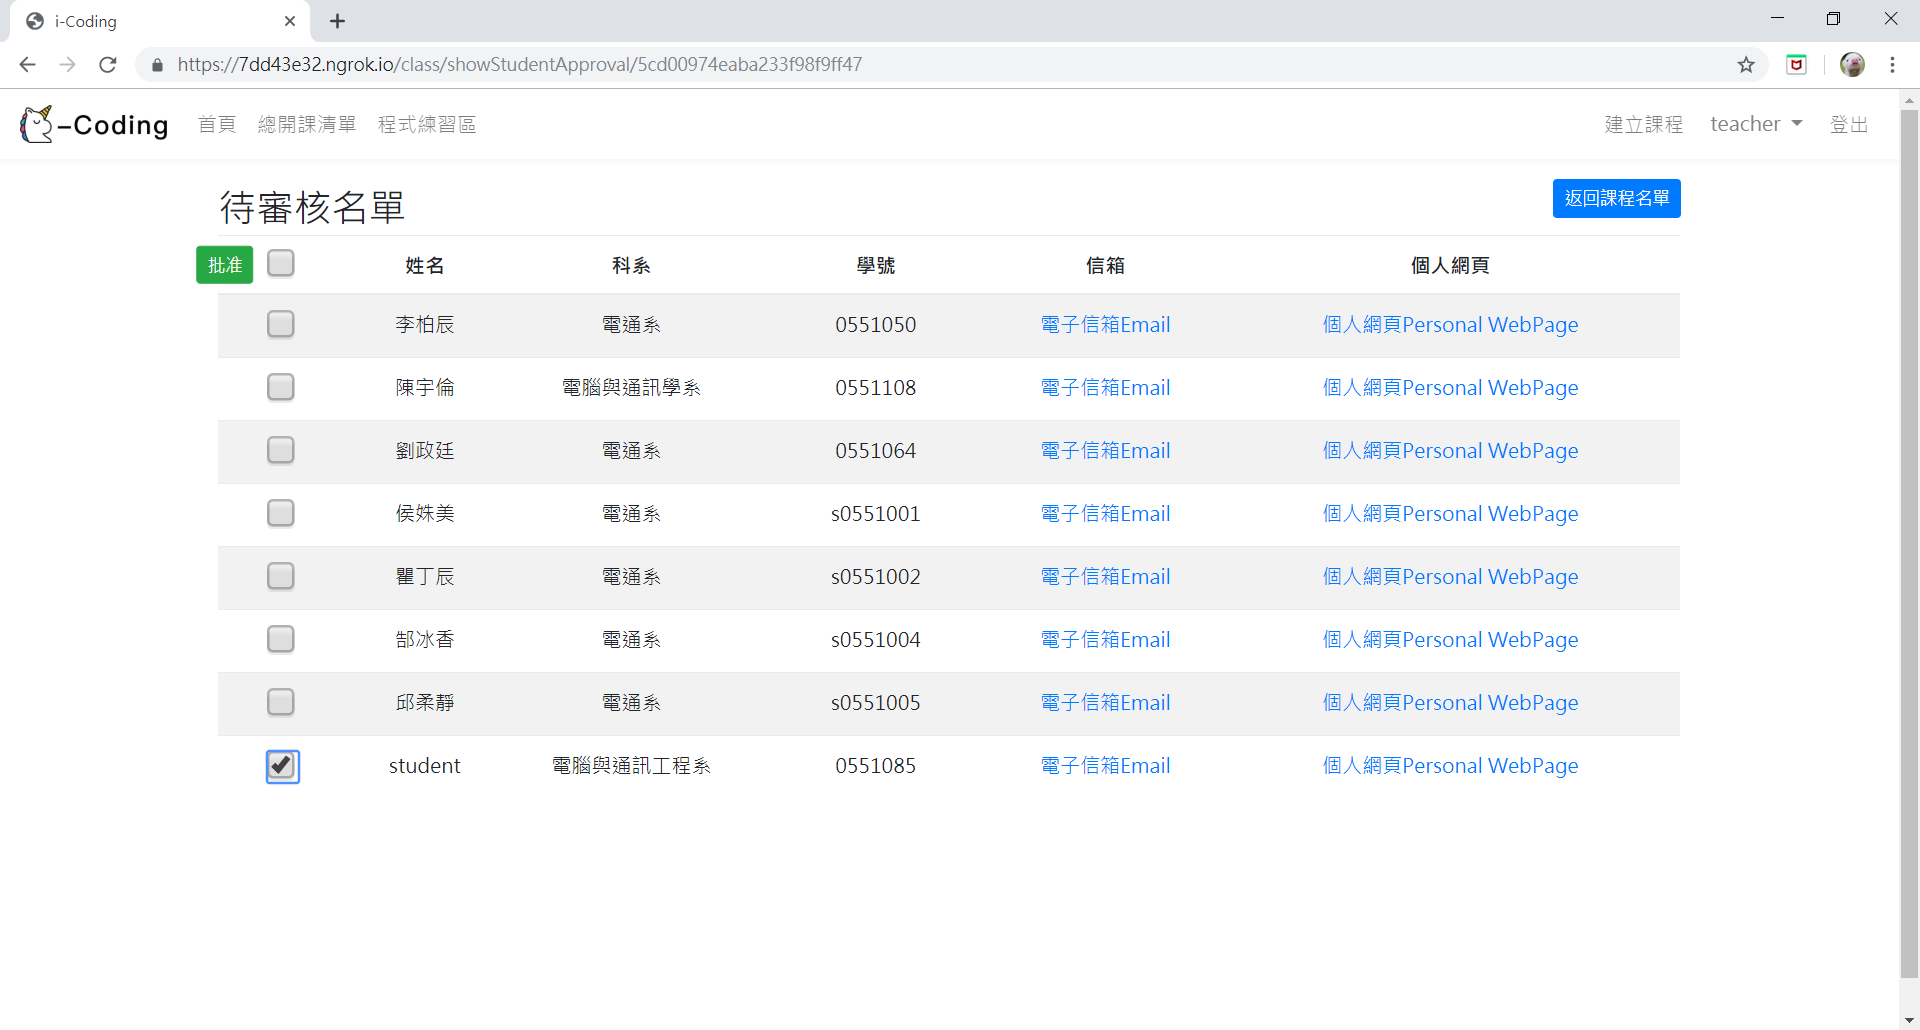 i-Coding
https://7dd43e32.ngrok.io/class/showStudentApproval/5cd00974eaba233f98f9ff47
-Coding 首頁 總開課清單 程式練習區 建立課程 teacher 登出
待審核名單 返回課程名單
批准 姓名 科系 學號 信箱 個人網頁
李柏辰 電通系 0551050 電子信箱Email 個人網頁Personal WebPage
陳宇倫 電腦與通訊學系 0551108 電子信箱Email 個人網頁Personal WebPage
劉政廷 電通系 0551064 電子信箱Email 個人網頁Personal WebPage
侯姝美 電通系 s0551001 電子信箱Email 個人網頁Personal WebPage
瞿丁辰 電通系 s0551002 電子信箱Email 個人網頁Personal WebPage
郜冰香 電通系 s0551004 電子信箱Email 個人網頁Personal WebPage
邱柔靜 電通系 s0551005 電子信箱Email 個人網頁Personal WebPage
student 電腦與通訊工程系 0551085 電子信箱Email 個人網頁Personal WebPage